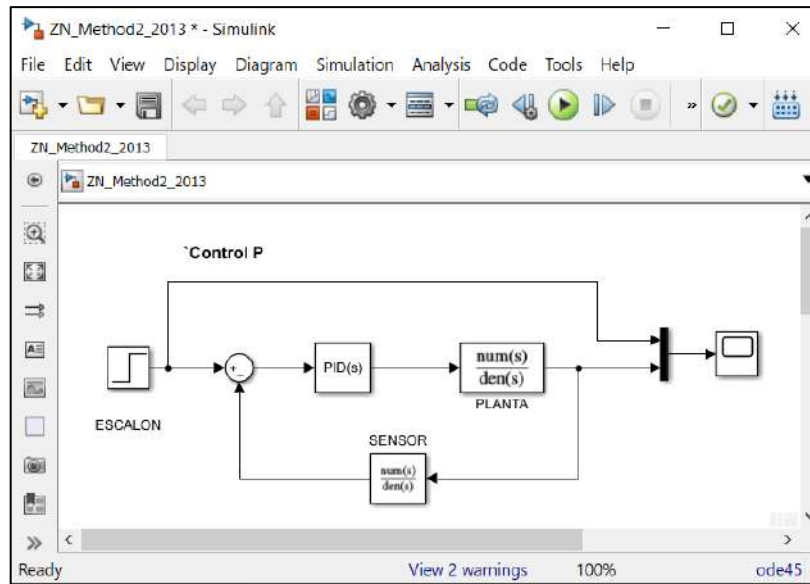 ZN_Method2_2013 * - Simulink
File Edit View Display Diagram Simulation Analysis Code Tools Help
»
ZN_Method2_2013
ZN_Method2_2013
`Control P
+
-
PID(s)
num(s)
den(s)
PLANTA
ESCALON
SENSOR
num(s)
den(s)
Ready View 2 warnings 100% ode45